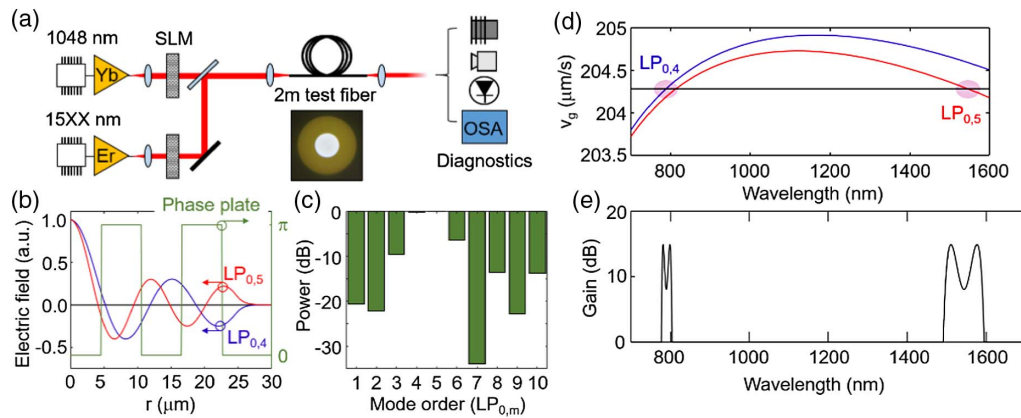 (a)
1048 nm
SLM
Yb
15XX nm
Er
2m test fiber
OSA
Diagnostics
(b)
Phase plate
Electric field (a.u.)
1.0
0.5
0.0
-0.5
π
0
LP0,5
LP0,4
0 5 10 15 20 25 30
r (μm)
(c)
Power (dB)
0
-10
-20
-30
1 2 3 4 5 6 7 8 9 10
Mode order (LP0,m)
(d)
vg (μm/s)
205
204.5
204
203.5
LP0,4
LP0,5
800 1000 1200 1400 1600
Wavelength (nm)
(e)
Gain (dB)
20
10
0
800 1000 1200 1400 1600
Wavelength (nm)